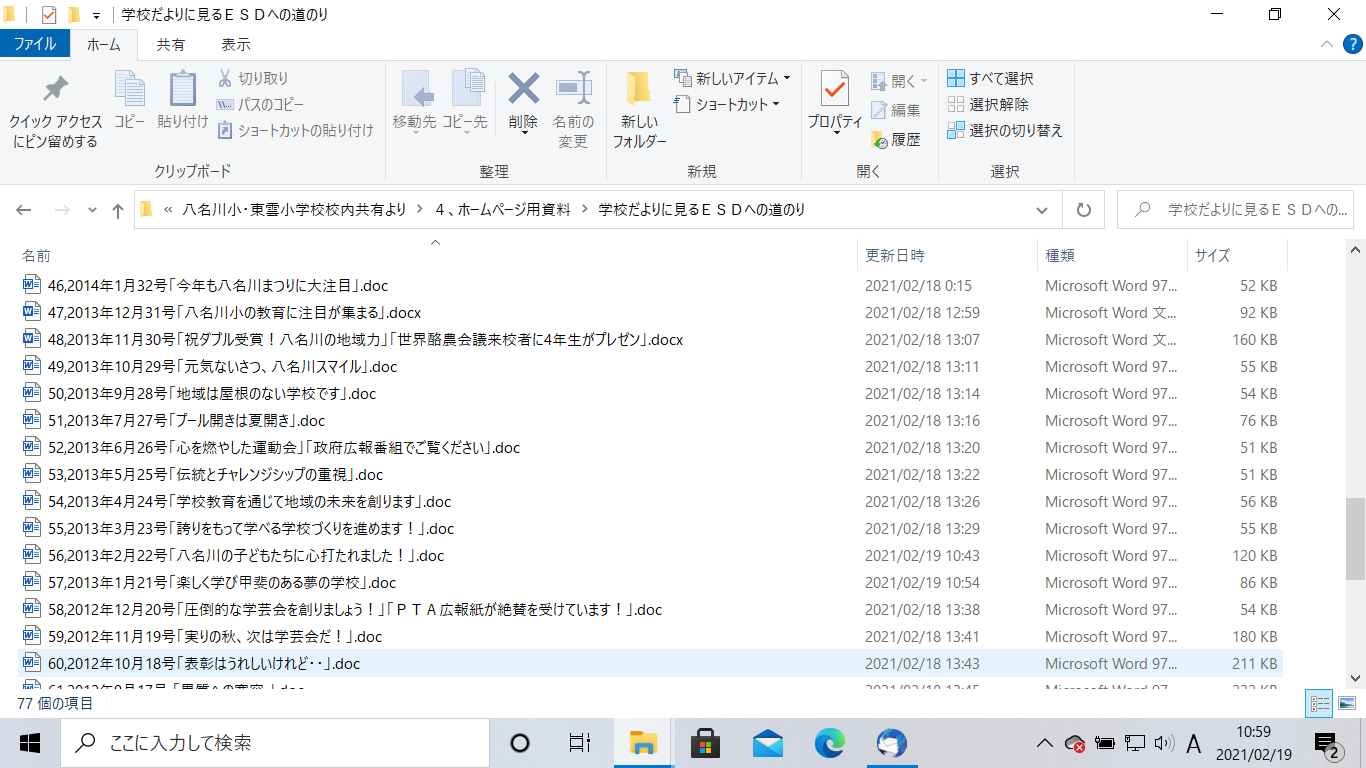 学校だよりに見るＥＳＤへの道のり
ファイル ホーム 共有 表示
クイック アクセスにピン留めする
コピー
貼り付け
切り取り
パスのコピー
ショートカットの貼り付け
クリップボード
移動先
コピー先
削除
名前の変更
整理
新しいフォルダー
新しいアイテム
ショートカット
新規
プロパティ
開く
編集
履歴
開く
すべて選択
選択解除
選択の切り替え
選択
« 八名川小・東雲小学校校内共有より > ４、ホームページ用資料 > 学校だよりに見るＥＳＤへの道のり
学校だよりに見るＥＳＤへの...
名前 更新日時 種類 サイズ
46,2014年1月32号「今年も八名川まつりに大注目」.doc 2021/02/18 0:15 Microsoft Word 97... 52 KB
47,2013年12月31号「八名川小の教育に注目が集まる」.docx 2021/02/18 12:59 Microsoft Word 文... 92 KB
48,2013年11月30号「祝ダブル受賞！八名川の地域力」「世界酪農会議来校者に4年生がプレゼン」.docx 2021/02/18 13:07 Microsoft Word 文... 160 KB
49,2013年10月29号「元気ないさつ、八名川スマイル」.doc 2021/02/18 13:11 Microsoft Word 97... 55 KB
50,2013年9月28号「地域は屋根のない学校です」.doc 2021/02/18 13:14 Microsoft Word 97... 54 KB
51,2013年7月27号「プール開きは夏開き」.doc 2021/02/18 13:16 Microsoft Word 97... 76 KB
52,2013年6月26号「心を燃やした運動会」「政府広報番組でご覧ください」.doc 2021/02/18 13:20 Microsoft Word 97... 51 KB
53,2013年5月25号「伝統とチャレンジシップの重視」.doc 2021/02/18 13:22 Microsoft Word 97... 51 KB
54,2013年4月24号「学校教育を通じて地域の未来を創ります」.doc 2021/02/18 13:26 Microsoft Word 97... 56 KB
55,2013年3月23号「誇りをもって学べる学校づくりを進めます！」.doc 2021/02/18 13:29 Microsoft Word 97... 55 KB
56,2013年2月22号「八名川の子どもたちに心打たれました！」.doc 2021/02/19 10:43 Microsoft Word 97... 120 KB
57,2013年1月21号「楽しく学び甲斐のある夢の学校」.doc 2021/02/19 10:54 Microsoft Word 97... 86 KB
58,2012年12月20号「圧倒的な学芸会を創りましょう！」「ＰＴＡ広報紙が絶賛を受けています！」.doc 2021/02/18 13:38 Microsoft Word 97... 54 KB
59,2012年11月19号「実りの秋、次は学芸会だ！.doc 2021/02/18 13:41 Microsoft Word 97... 180 KB
60,2012年10月18号「表彰はうれしいけれど・・」.doc 2021/02/18 13:43 Microsoft Word 97... 211 KB
77 個の項目
ここに入力して検索
A
10:59
2021/02/19
2